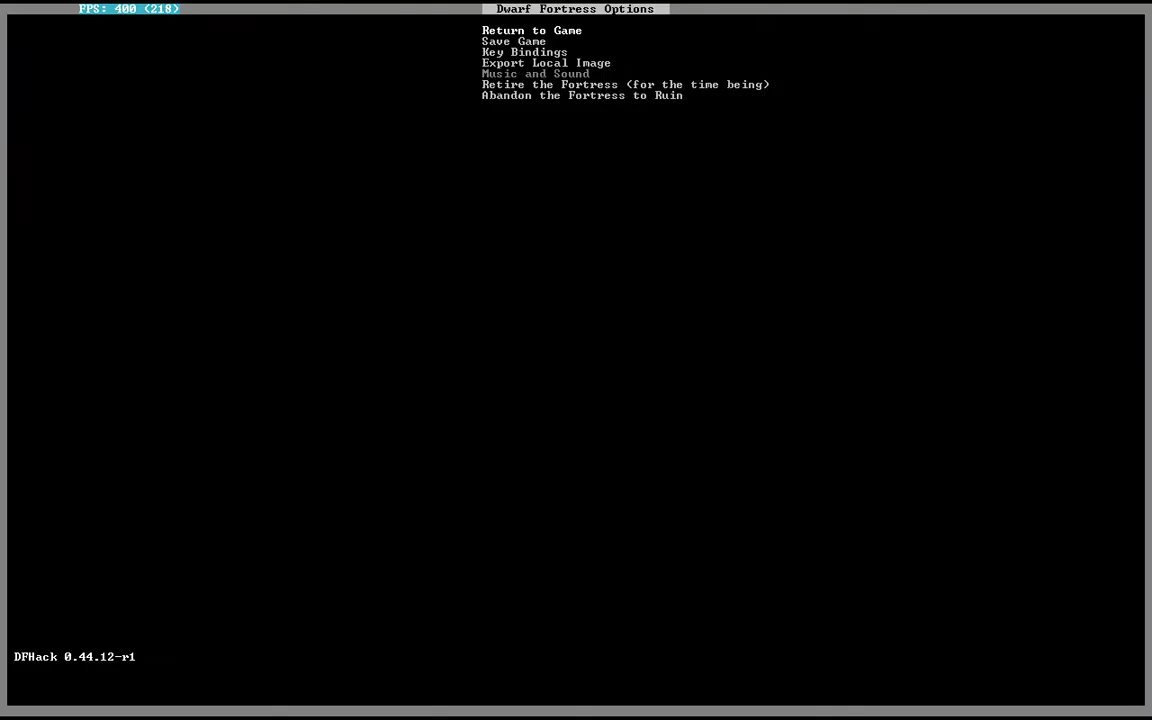 FPS: 400 (218)
Dwarf Fortress Options
Return to Game
Save Game
Key Bindings
Export Local Image
Music and Sound
Retire the Fortress (for the time being)
Abandon the Fortress to Ruin
DFHack 0.44.12-r1